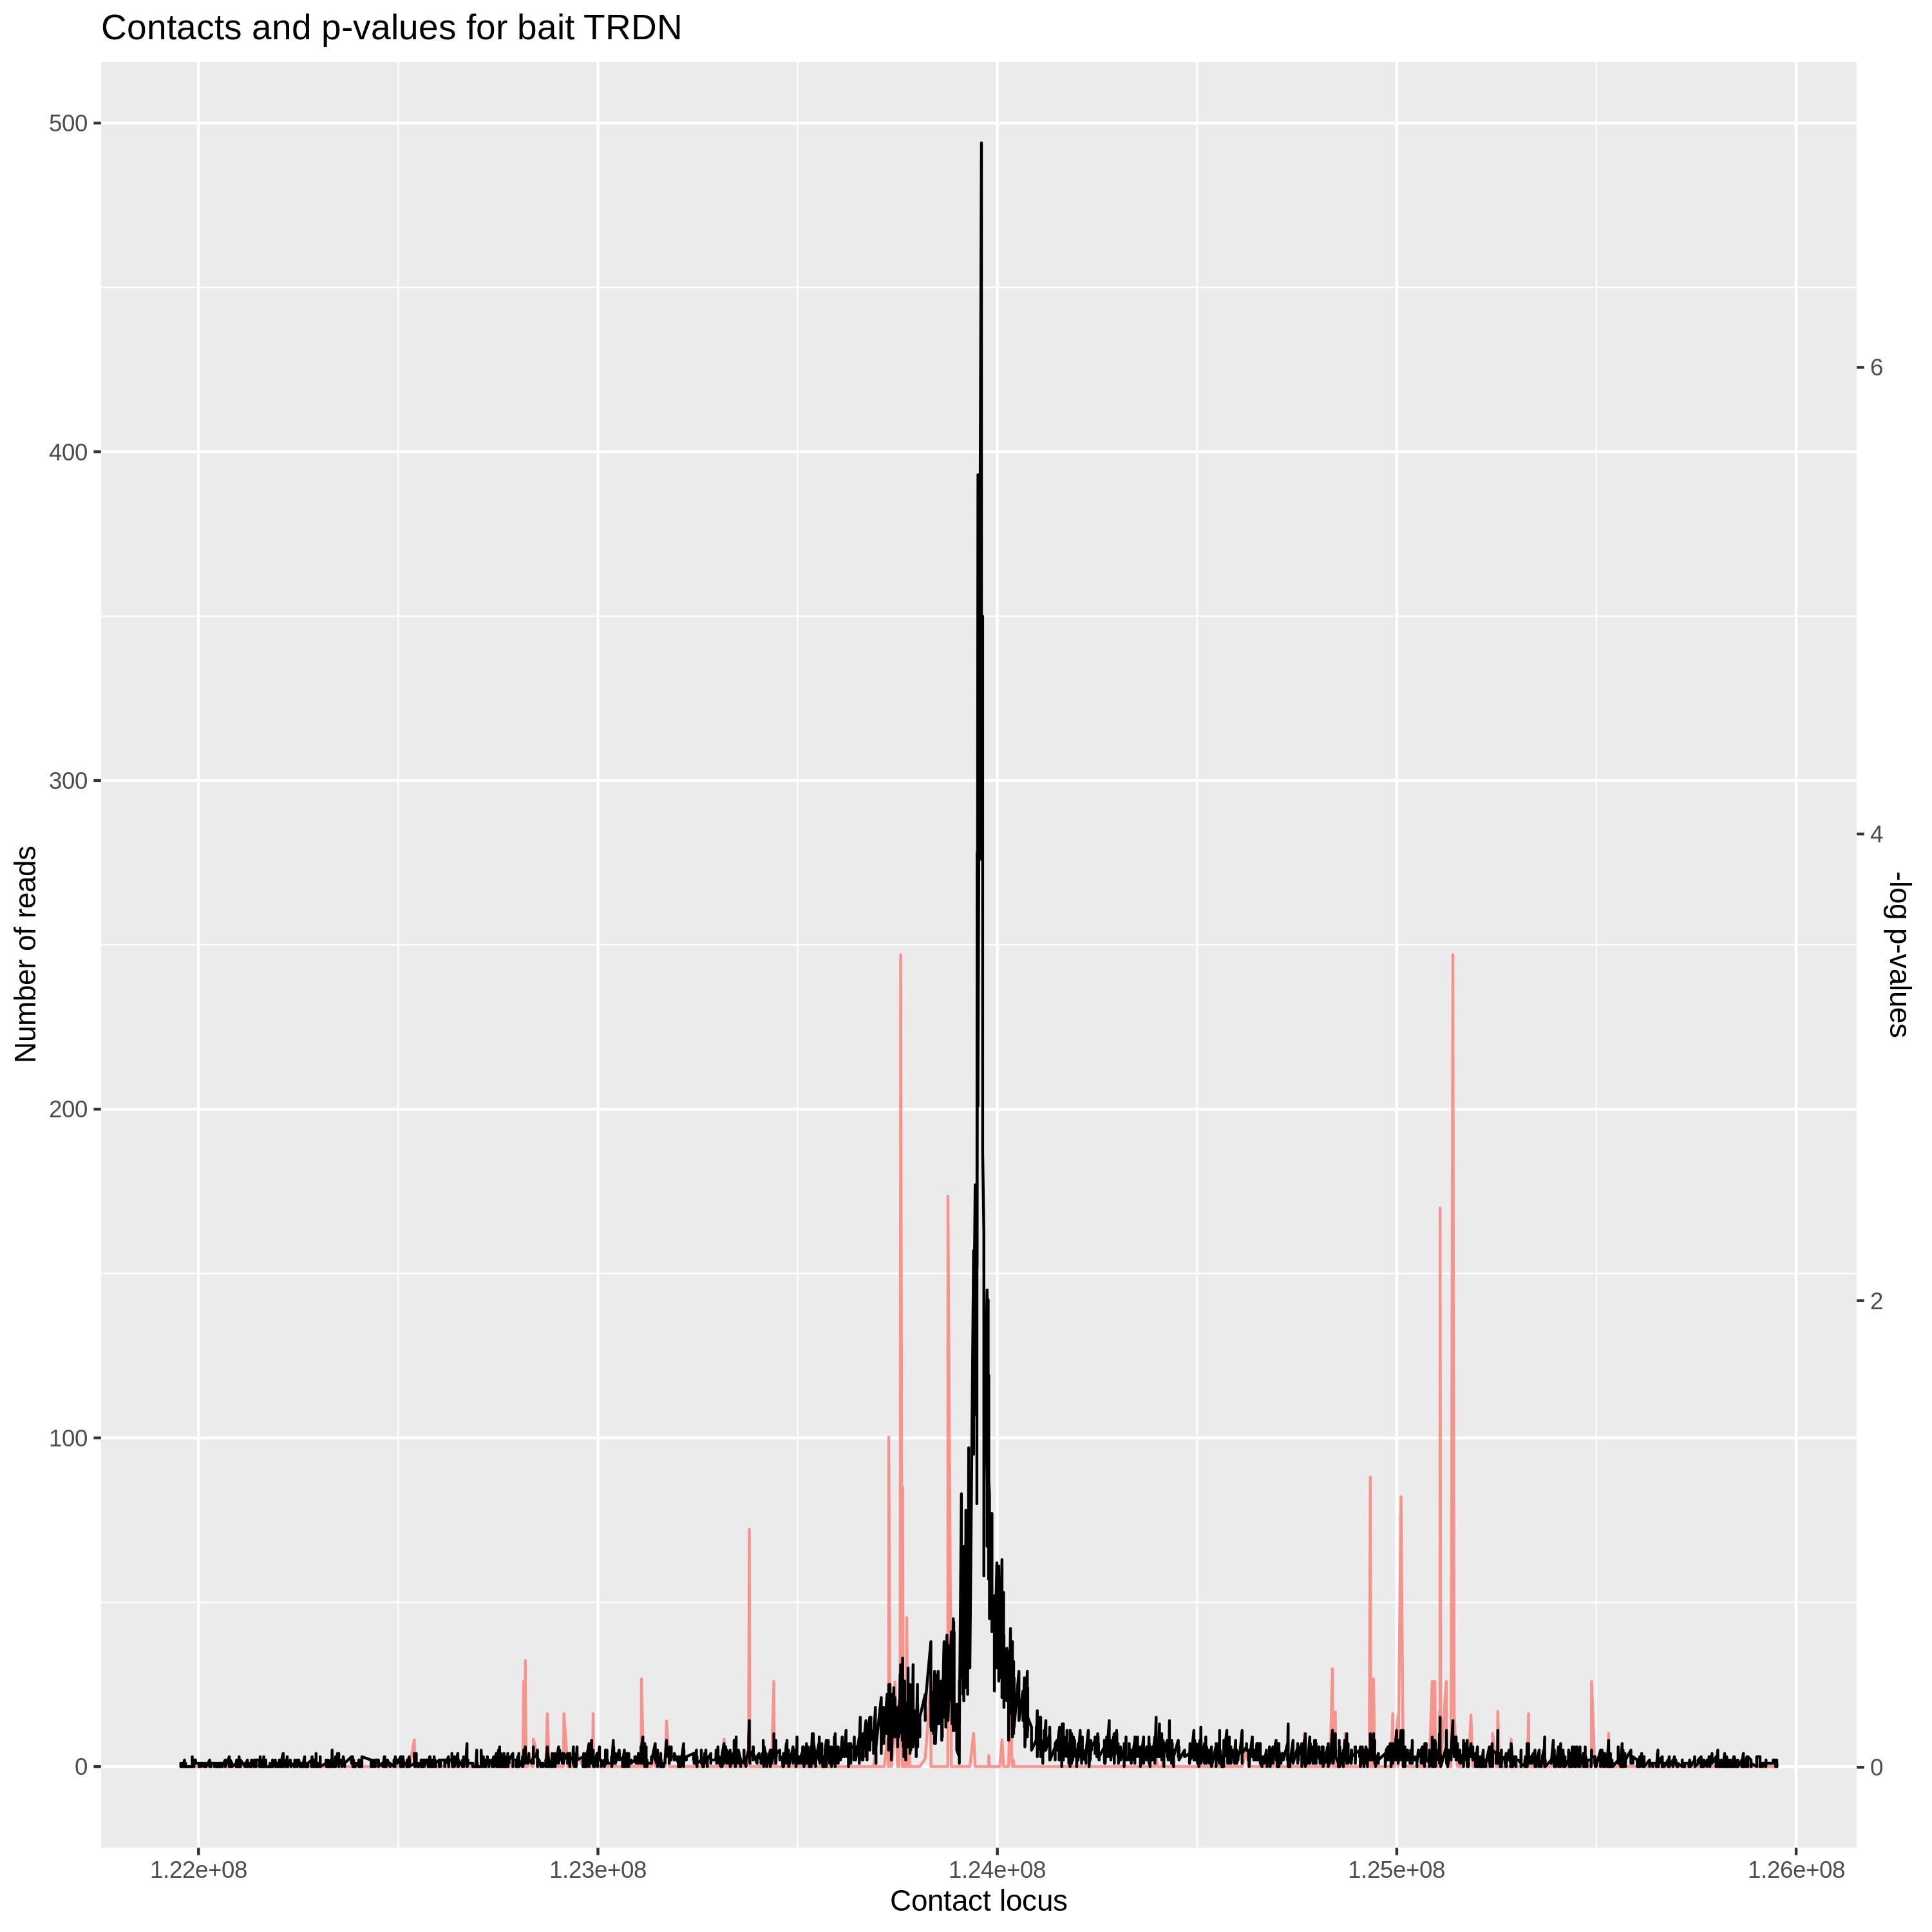 Contacts and p-values for bait TRDN
500
400
300
200
100
0
Number of reads
6
4
2
0
-log p-values
1.22e+08
1.23e+08
1.24e+08
1.25e+08
1.26e+08
Contact locus